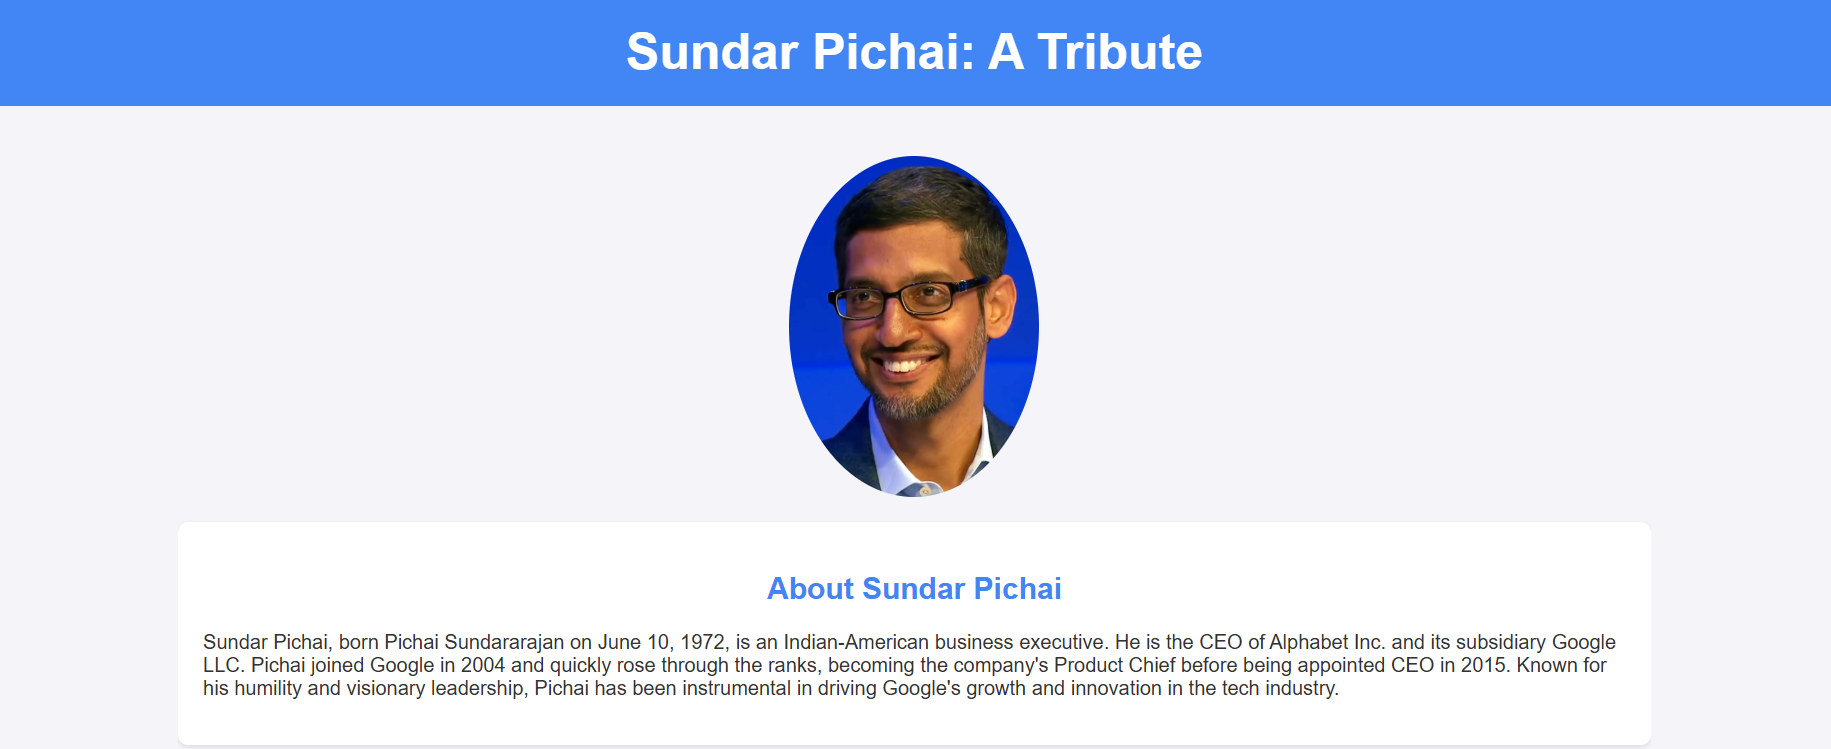 Sundar Pichai: A Tribute
About Sundar Pichai
Sundar Pichai, born Pichai Sundararajan on June 10, 1972, is an Indian-American business executive. He is the CEO of Alphabet Inc. and its subsidiary Google
LLC. Pichai joined Google in 2004 and quickly rose through the ranks, becoming the company's Product Chief before being appointed CEO in 2015. Known for
his humility and visionary leadership, Pichai has been instrumental in driving Google's growth and innovation in the tech industry.